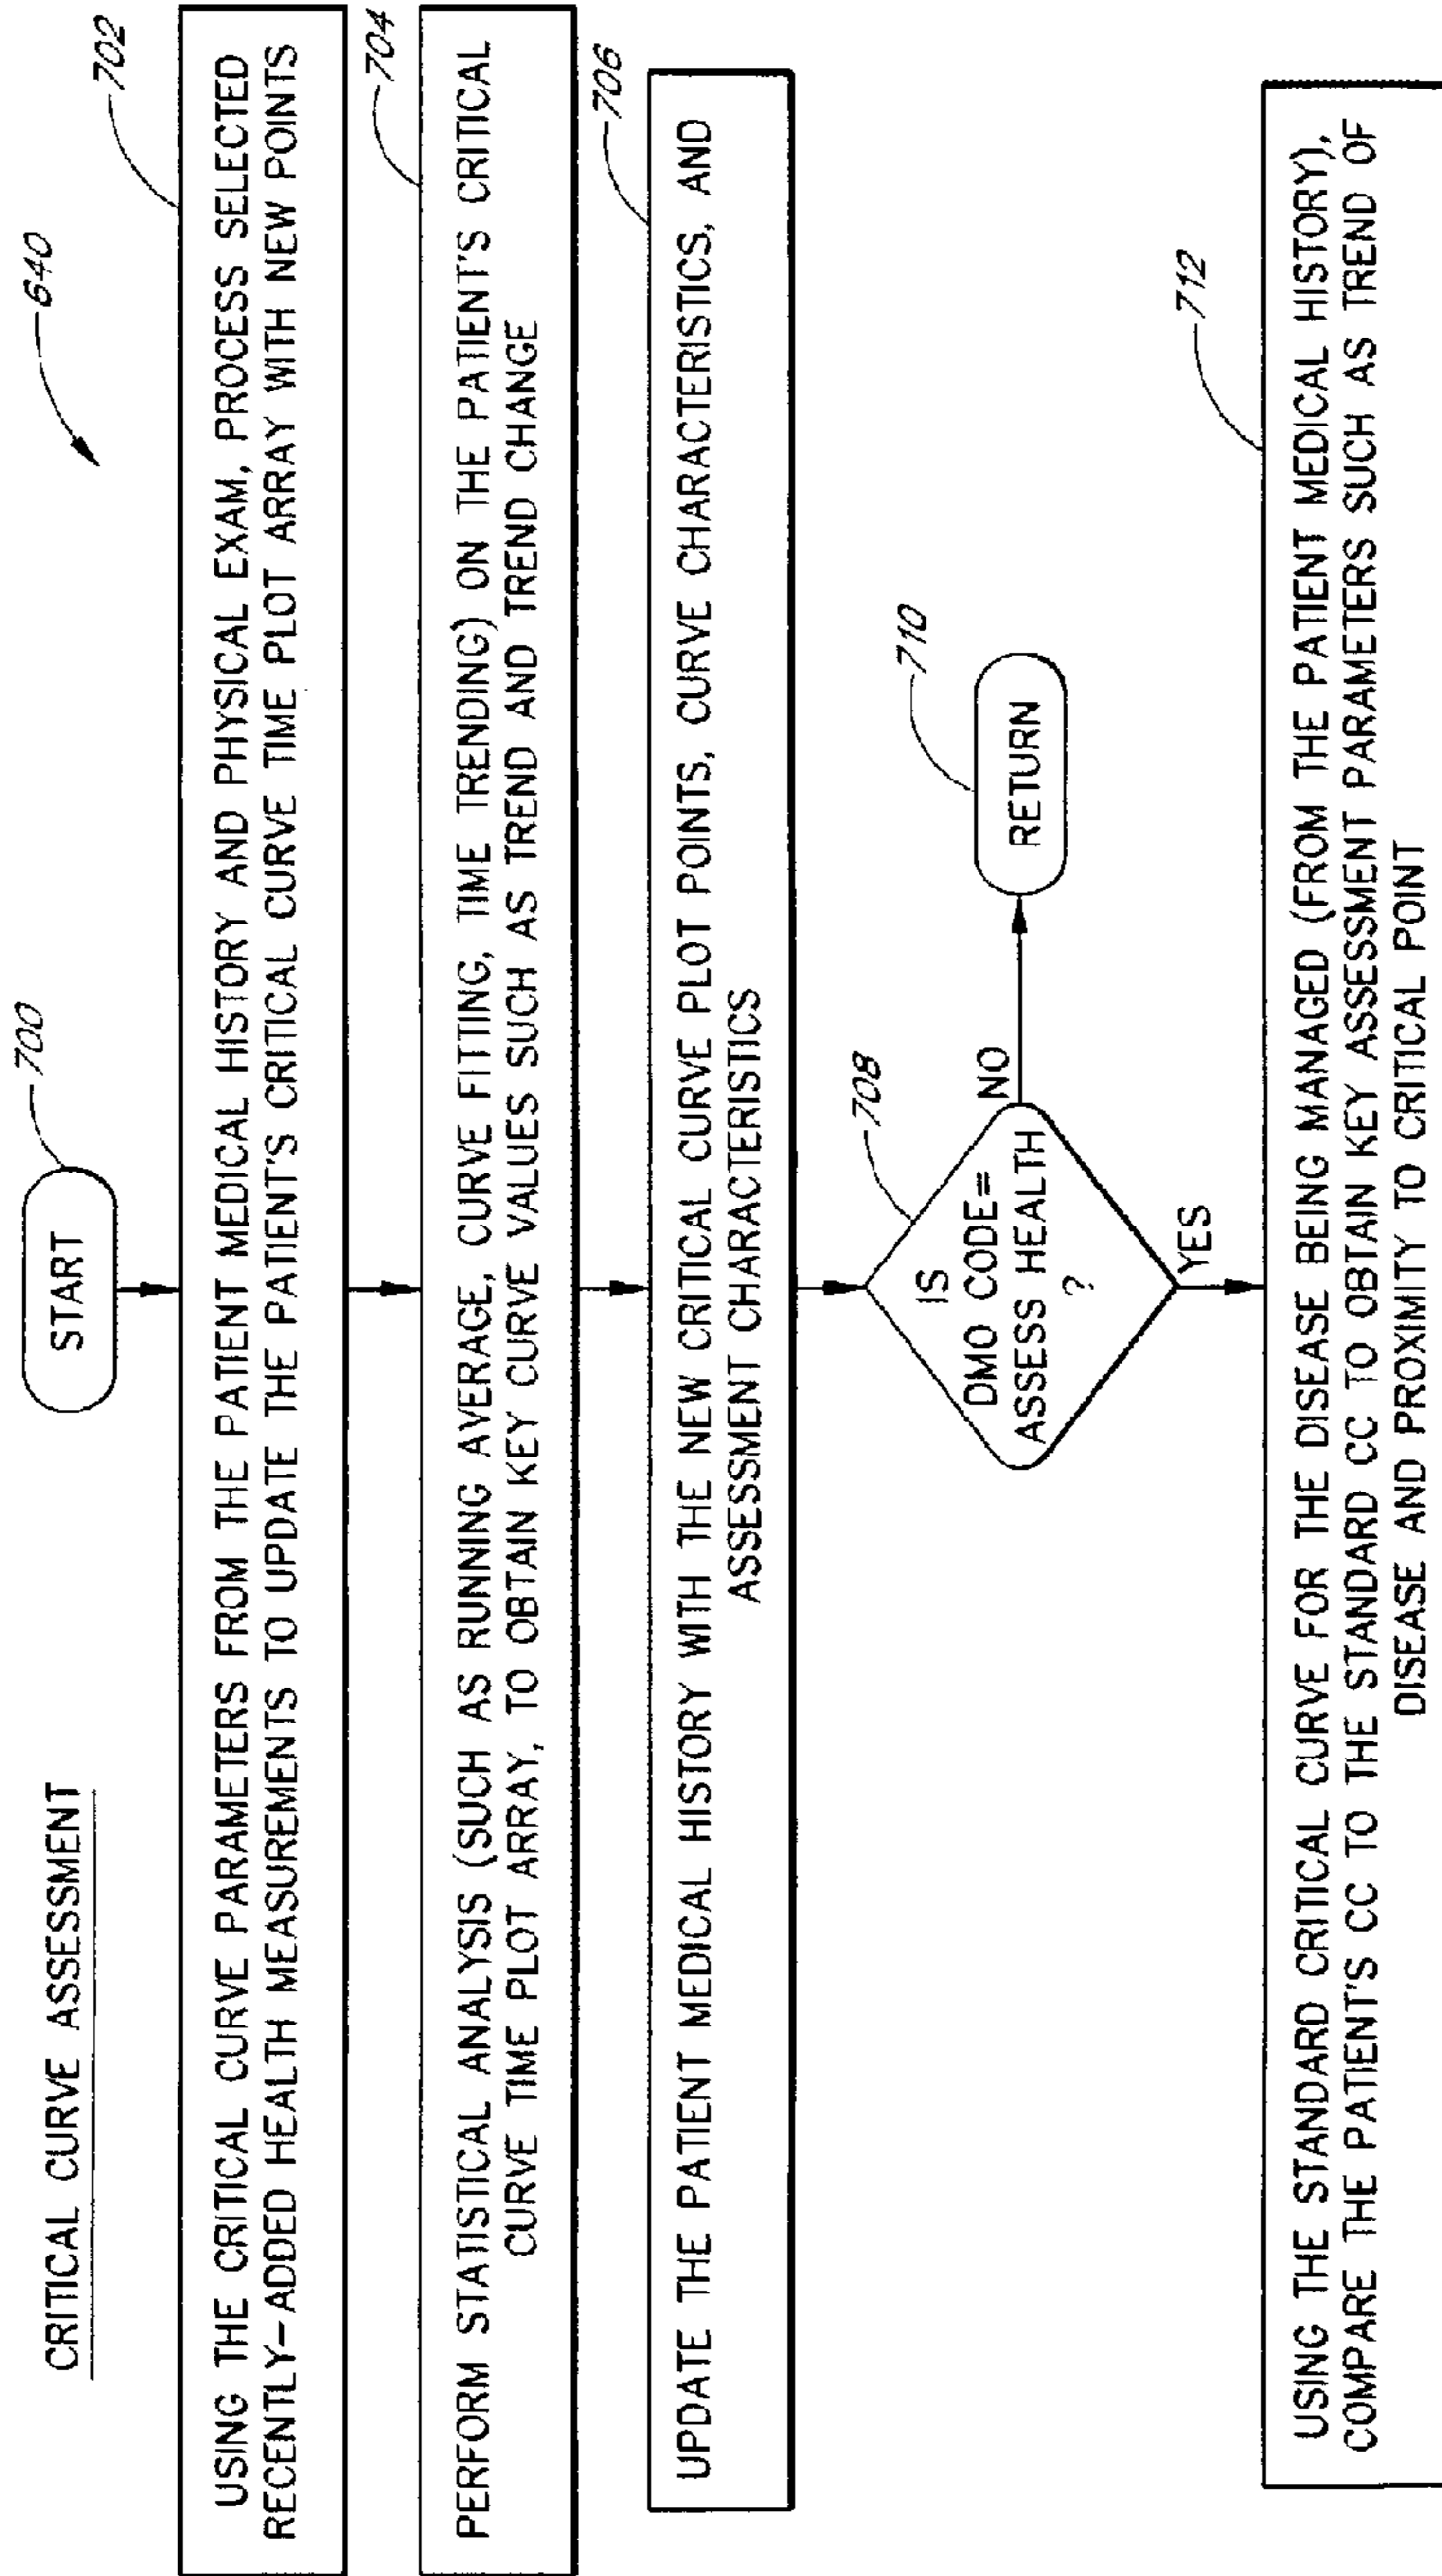 CRITICAL CURVE ASSESSMENT
640
700
START
702
USING THE CRITICAL CURVE PARAMETERS FROM THE PATIENT MEDICAL HISTORY AND PHYSICAL EXAM, PROCESS SELECTED
RECENTLY-ADDED HEALTH MEASUREMENTS TO UPDATE THE PATIENT'S CRITICAL CURVE TIME PLOT ARRAY WITH NEW POINTS
704
PERFORM STATISTICAL ANALYSIS (SUCH AS RUNNING AVERAGE, CURVE FITTING, TIME TRENDING) ON THE PATIENT'S CRITICAL
CURVE TIME PLOT ARRAY, TO OBTAIN KEY CURVE VALUES SUCH AS TREND AND TREND CHANGE
706
UPDATE THE PATIENT MEDICAL HISTORY WITH THE NEW CRITICAL CURVE PLOT POINTS, CURVE CHARACTERISTICS, AND
ASSESSMENT CHARACTERISTICS
708
IS
DMO CODE=
ASSESS HEALTH
?
NO
710
RETURN
YES
712
USING THE STANDARD CRITICAL CURVE FOR THE DISEASE BEING MANAGED (FROM THE PATIENT MEDICAL HISTORY),
COMPARE THE PATIENT'S CC TO THE STANDARD CC TO OBTAIN KEY ASSESSMENT PARAMETERS SUCH AS TREND OF
DISEASE AND PROXIMITY TO CRITICAL POINT